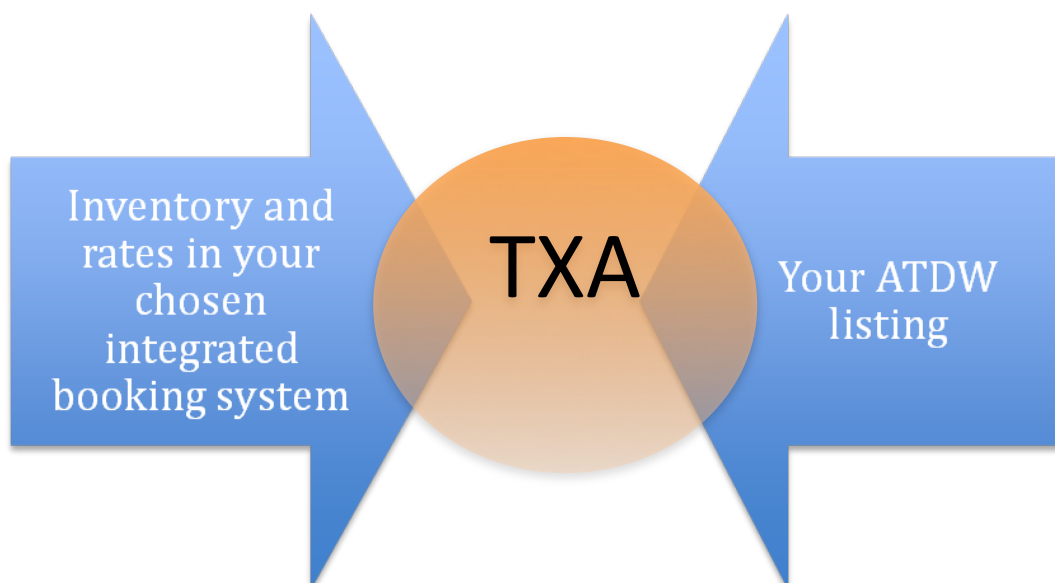 Inventory and
rates in your
chosen
integrated
booking system
TXA
Your ATDW
listing